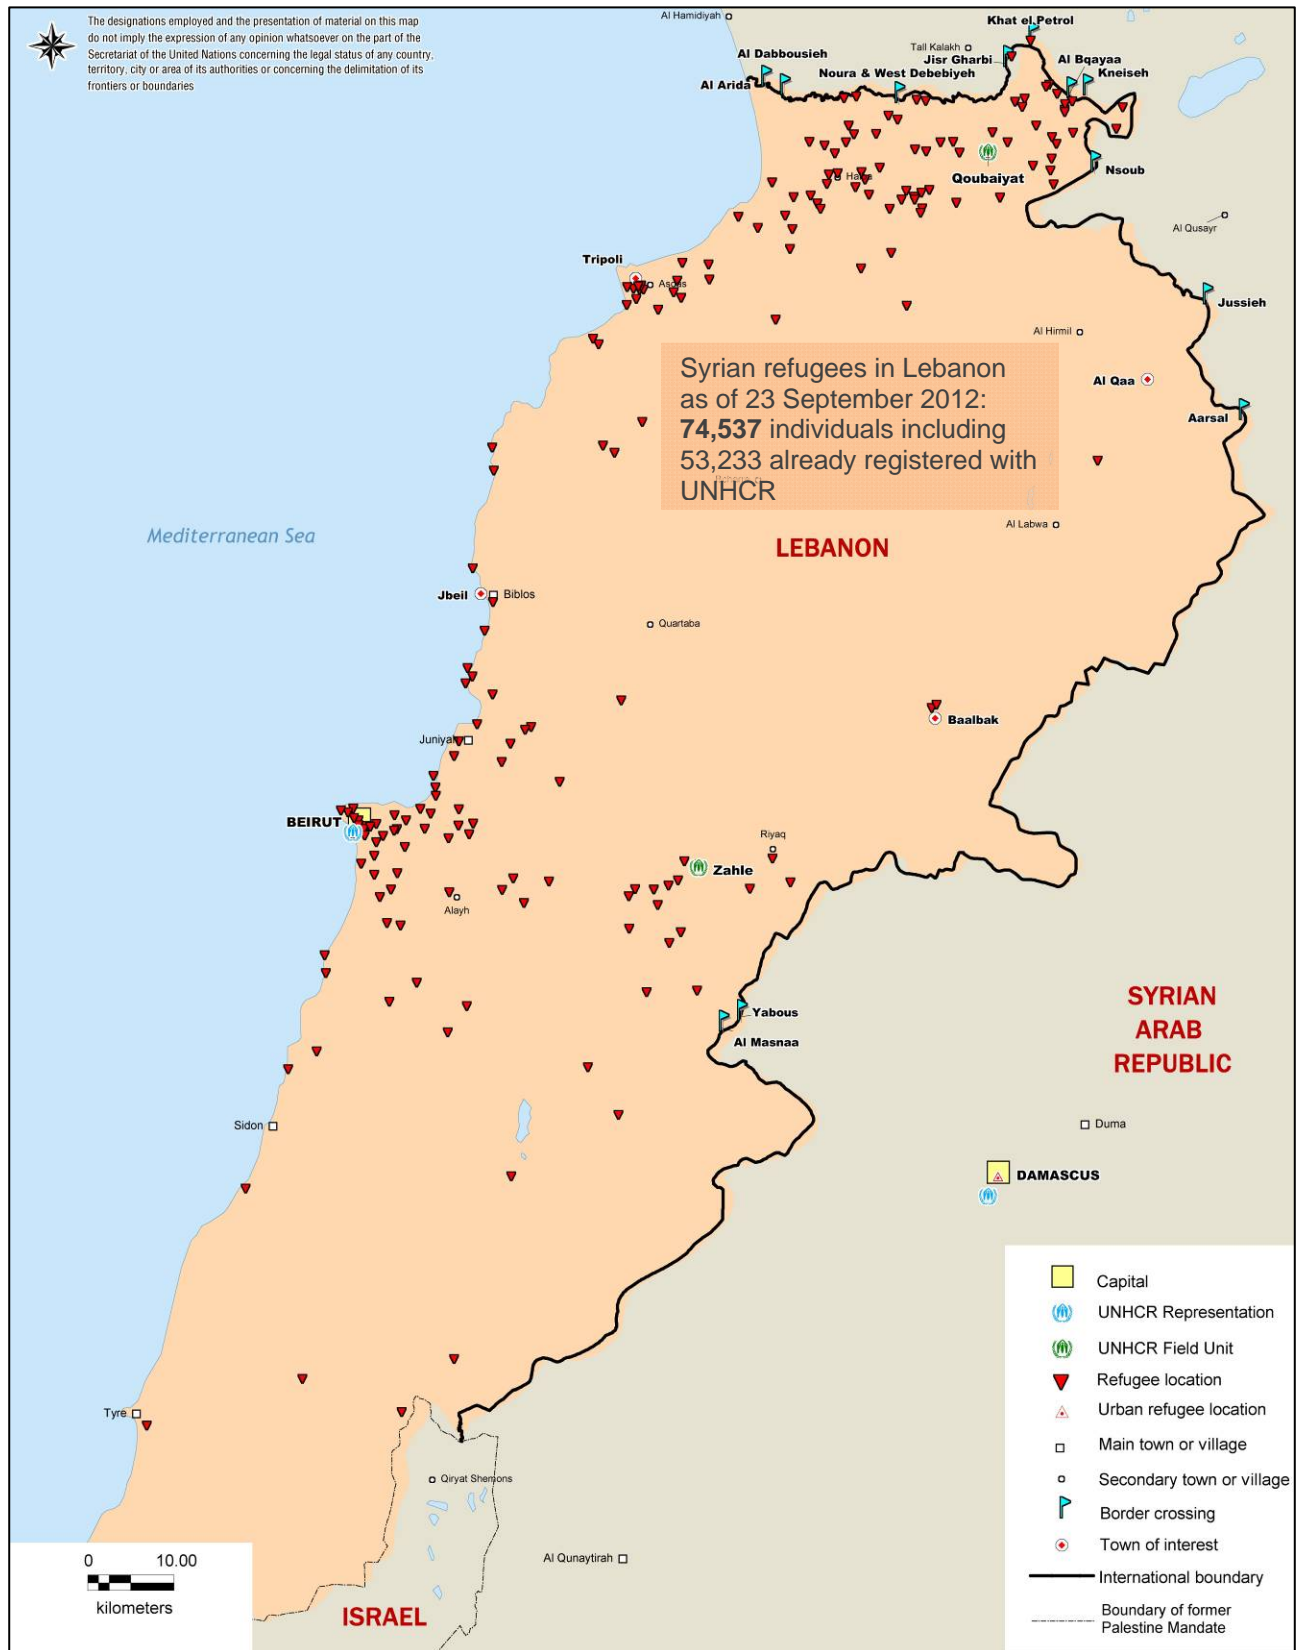 The designations employed and the presentation of material on this map
do not imply the expression of any opinion whatsoever on the part of the
Secretariat of the United Nations concerning the legal status of any country,
territory, city or area of its authorities or concerning the delimitation of its
frontiers or boundaries
Al Hamidiyah
Khat el Petrol
Tall Kalakh
Jisr Gharbi
Al Dabbousieh
Al Bqayaa
Noura & West Debebiyeh
Kneiseh
Al Arida
Nsoub
Qoubaiyat
Al Qusayr
Tripoli
Jussieh
Al Hirmil
Al Qaa
Aarsal
Syrian refugees in Lebanon
as of 23 September 2012:
74,537 individuals including
53,233 already registered with
UNHCR
Al Labwa
Mediterranean Sea
LEBANON
Jbeil
Biblos
Quartaba
Baalbak
Juniyah
BEIRUT
Riyaq
Zahle
Alayh
Yabous
Al Masnaa
SYRIAN
ARAB
REPUBLIC
Sidon
Duma
DAMASCUS
Tyre
Qiryat Shemons
Al Qunaytirah
ISRAEL
0 10.00
kilometers
Capital
UNHCR Representation
UNHCR Field Unit
Refugee location
Urban refugee location
Main town or village
Secondary town or village
Border crossing
Town of interest
International boundary
Boundary of former
Palestine Mandate